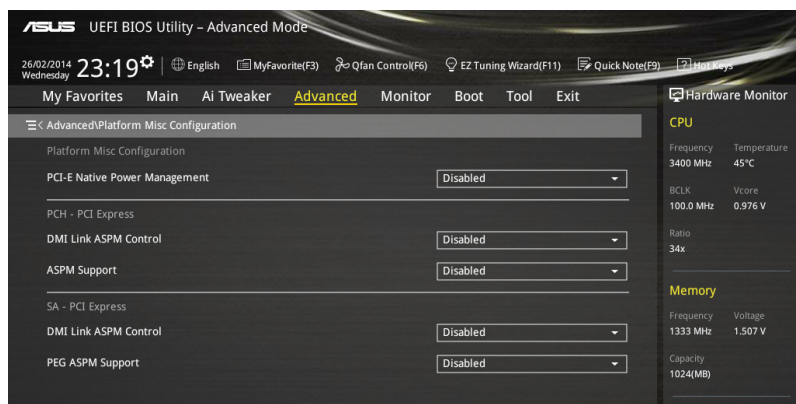 ASUS UEFI BIOS Utility – Advanced Mode
26/02/2014 Wednesday 23:19 English MyFavorite(F3) Qfan Control(F6) EZ Tuning Wizard(F11) Quick Note(F9) ? Hot Keys
My Favorites Main Ai Tweaker Advanced Monitor Boot Tool Exit
Advanced\Platform Misc Configuration
Platform Misc Configuration
PCI-E Native Power Management Disabled
PCH - PCI Express
DMI Link ASPM Control Disabled
ASPM Support Disabled
SA - PCI Express
DMI Link ASPM Control Disabled
PEG ASPM Support Disabled
Hardware Monitor
CPU
Frequency Temperature
3400 MHz 45°C
BCLK Vcore
100.0 MHz 0.976 V
Ratio
34x
Memory
Frequency Voltage
1333 MHz 1.507 V
Capacity
1024(MB)